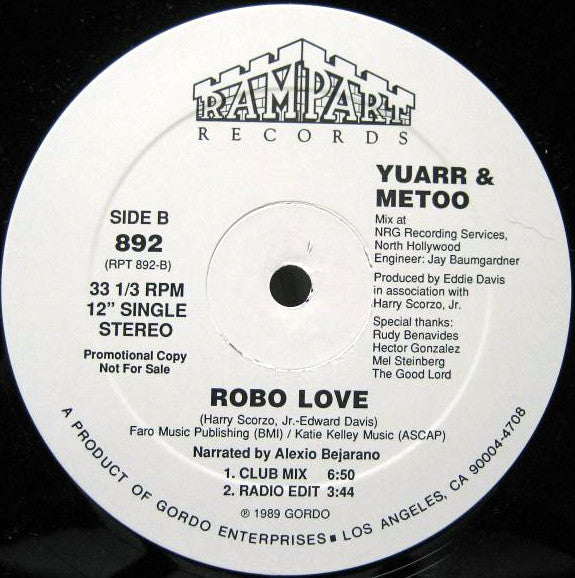 RAMPART
RECORDS
YUARR &
METOO
Mix at
NRG Recording Services,
North Hollywood
Engineer: Jay Baumgardner
Produced by Eddie Davis
in association with
Harry Scorzo, Jr.
Special thanks:
Rudy Benavides
Hector Gonzalez
Mel Steinberg
The Good Lord
SIDE B
892
(RPT 892-B)
33 1/3 RPM
12" SINGLE
STEREO
Promotional Copy
Not For Sale
ROBO LOVE
(Harry Scorzo, Jr.-Edward Davis)
Faro Music Publishing (BMI) / Katie Kelley Music (ASCAP)
Narrated by Alexio Bejarano
1. CLUB MIX 6:50
2. RADIO EDIT 3:44
℗ 1989 GORDO
A PRODUCT OF GORDO ENTERPRISES • LOS ANGELES, CA 90004-4708